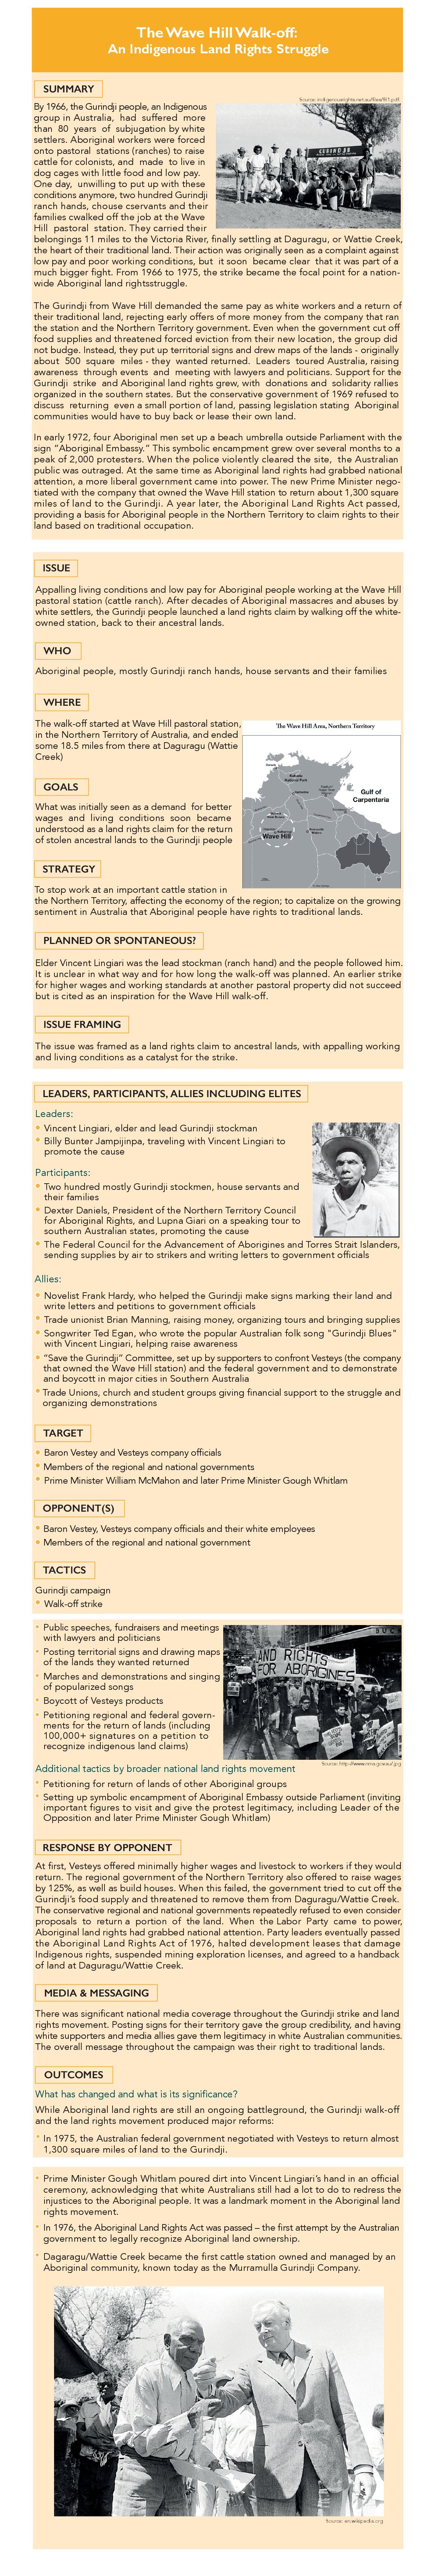 The Wave Hill Walk-off:
An Indigenous Land Rights Struggle
SUMMARY
By 1966, the Gurindji people, an Indigenous
group in Australia, had suffered more
than 80 years of subjugation by white
settlers. Aboriginal workers were forced
onto pastoral stations (ranches) to raise
cattle for colonists, and made to live in
dog cages with little food and low pay.
One day, unwilling to put up with these
conditions anymore, two hundred Gurindji
ranch hands, chouse cservants and their
families cwalked off the job at the Wave
Hill pastoral station. They carried their
belongings 11 miles to the Victoria River, finally settling at Daguragu, or Wattie Creek,
the heart of their traditional land. Their action was originally seen as a complaint against
low pay and poor working conditions, but it soon became clear that it was part of a
much bigger fight. From 1966 to 1975, the strike became the focal point for a nation-
wide Aboriginal land rightsstruggle.
GURINDJI
The Gurindji from Wave Hill demanded the same pay as white workers and a return of
their traditional land, rejecting early offers of more money from the company that ran
the station and the Northern Territory government. Even when the government cut off
food supplies and threatened forced eviction from their new location, the group did
not budge. Instead, they put up territorial signs and drew maps of the lands - originally
about 500 square miles - they wanted returned. Leaders toured Australia, raising
awareness through events and meeting with lawyers and politicians. Support for the
Gurindji strike and Aboriginal land rights grew, with donations and solidarity rallies
organized in the southern states. But the conservative government of 1969 refused to
discuss returning even a small portion of land, passing legislation stating Aboriginal
communities would have to buy back or lease their own land.
In early 1972, four Aboriginal men set up a beach umbrella outside Parliament with the
sign “Aboriginal Embassy.” This symbolic encampment grew over several months to a
peak of 2,000 protesters. When the police violently cleared the site, the Australian
public was outraged. At the same time as Aboriginal land rights had grabbed national
attention, a more liberal government came into power. The new Prime Minister nego-
tiated with the company that owned the Wave Hill station to return about 1,300 square
miles of land to the Gurindji. A year later, the Aboriginal Land Rights Act passed,
providing a basis for Aboriginal people in the Northern Territory to claim rights to their
land based on traditional occupation.
ISSUE
Appalling living conditions and low pay for Aboriginal people working at the Wave Hill
pastoral station (cattle ranch). After decades of Aboriginal massacres and abuses by
white settlers, the Gurindji people launched a land rights claim by walking off the white-
owned station, back to their ancestral lands.
WHO
Aboriginal people, mostly Gurindji ranch hands, house servants and their families
WHERE
The walk-off started at Wave Hill pastoral station,
in the Northern Territory of Australia, and ended
some 18.5 miles from there at Daguragu (Wattie
Creek)
The Wave Hill Area, Northern Territory
Gulf of
Carpentaria
Wave Hill
GOALS
What was initially seen as a demand for better
wages and living conditions soon became
understood as a land rights claim for the return
of stolen ancestral lands to the Gurindji people
STRATEGY
To stop work at an important cattle station in
the Northern Territory, affecting the economy of the region; to capitalize on the growing
sentiment in Australia that Aboriginal people have rights to traditional lands.
PLANNED OR SPONTANEOUS?
Elder Vincent Lingiari was the lead stockman (ranch hand) and the people followed him.
It is unclear in what way and for how long the walk-off was planned. An earlier strike
for higher wages and working standards at another pastoral property did not succeed
but is cited as an inspiration for the Wave Hill walk-off.
ISSUE FRAMING
The issue was framed as a land rights claim to ancestral lands, with appalling working
and living conditions as a catalyst for the strike.
LEADERS, PARTICIPANTS, ALLIES INCLUDING ELITES
Leaders:
Vincent Lingiari, elder and lead Gurindji stockman
Billy Bunter Jampijinpa, traveling with Vincent Lingiari to
promote the cause
Participants:
Two hundred mostly Gurindji stockmen, house servants and
their families
Dexter Daniels, President of the Northern Territory Council
for Aboriginal Rights, and Lupna Giari on a speaking tour to
southern Australian states, promoting the cause
The Federal Council for the Advancement of Aborigines and Torres Strait Islanders,
sending supplies by air to strikers and writing letters to government officials
Allies:
Novelist Frank Hardy, who helped the Gurindji make signs marking their land and
write letters and petitions to government officials
Trade unionist Brian Manning, raising money, organizing tours and bringing supplies
Songwriter Ted Egan, who wrote the popular Australian folk song "Gurindji Blues"
with Vincent Lingiari, helping raise awareness
“Save the Gurindji” Committee, set up by supporters to confront Vesteys (the company
that owned the Wave Hill station) and the federal government and to demonstrate
and boycott in major cities in Southern Australia
Trade Unions, church and student groups giving financial support to the struggle and
organizing demonstrations
TARGET
Baron Vestey and Vesteys company officials
Members of the regional and national governments
Prime Minister William McMahon and later Prime Minister Gough Whitlam
OPPONENT(S)
Baron Vestey, Vesteys company officials and their white employees
Members of the regional and national government
TACTICS
Gurindji campaign
Walk-off strike
Public speeches, fundraisers and meetings
with lawyers and politicians
Posting territorial signs and drawing maps
of the lands they wanted returned
Marches and demonstrations and singing
of popularized songs
Boycott of Vesteys products
Petitioning regional and federal govern-
ments for the return of lands (including
100,000+ signatures on a petition to
recognize indigenous land claims)
AND RIGHTS
FOR ABORIGINES
Additional tactics by broader national land rights movement
Petitioning for return of lands of other Aboriginal groups
Setting up symbolic encampment of Aboriginal Embassy outside Parliament (inviting
important figures to visit and give the protest legitimacy, including Leader of the
Opposition and later Prime Minister Gough Whitlam)
RESPONSE BY OPPONENT
At first, Vesteys offered minimally higher wages and livestock to workers if they would
return. The regional government of the Northern Territory also offered to raise wages
by 125%, as well as build houses. When this failed, the government tried to cut off the
Gurindji’s food supply and threatened to remove them from Daguragu/Wattie Creek.
The conservative regional and national governments repeatedly refused to even consider
proposals to return a portion of the land. When the Labor Party came to power,
Aboriginal land rights had grabbed national attention. Party leaders eventually passed
the Aboriginal Land Rights Act of 1976, halted development leases that damage
Indigenous rights, suspended mining exploration licenses, and agreed to a handback
of land at Daguragu/Wattie Creek.
MEDIA & MESSAGING
There was significant national media coverage throughout the Gurindji strike and land
rights movement. Posting signs for their territory gave the group credibility, and having
white supporters and media allies gave them legitimacy in white Australian communities.
The overall message throughout the campaign was their right to traditional lands.
OUTCOMES
What has changed and what is its significance?
While Aboriginal land rights are still an ongoing battleground, the Gurindji walk-off
and the land rights movement produced major reforms:
In 1975, the Australian federal government negotiated with Vesteys to return almost
1,300 square miles of land to the Gurindji.
Prime Minister Gough Whitlam poured dirt into Vincent Lingiari’s hand in an official
ceremony, acknowledging that white Australians still had a lot to do to redress the
injustices to the Aboriginal people. It was a landmark moment in the Aboriginal land
rights movement.
In 1976, the Aboriginal Land Rights Act was passed – the first attempt by the Australian
government to legally recognize Aboriginal land ownership.
Dagaragu/Wattie Creek became the first cattle station owned and managed by an
Aboriginal community, known today as the Murramulla Gurindji Company.
Source: en.wikipedia.org